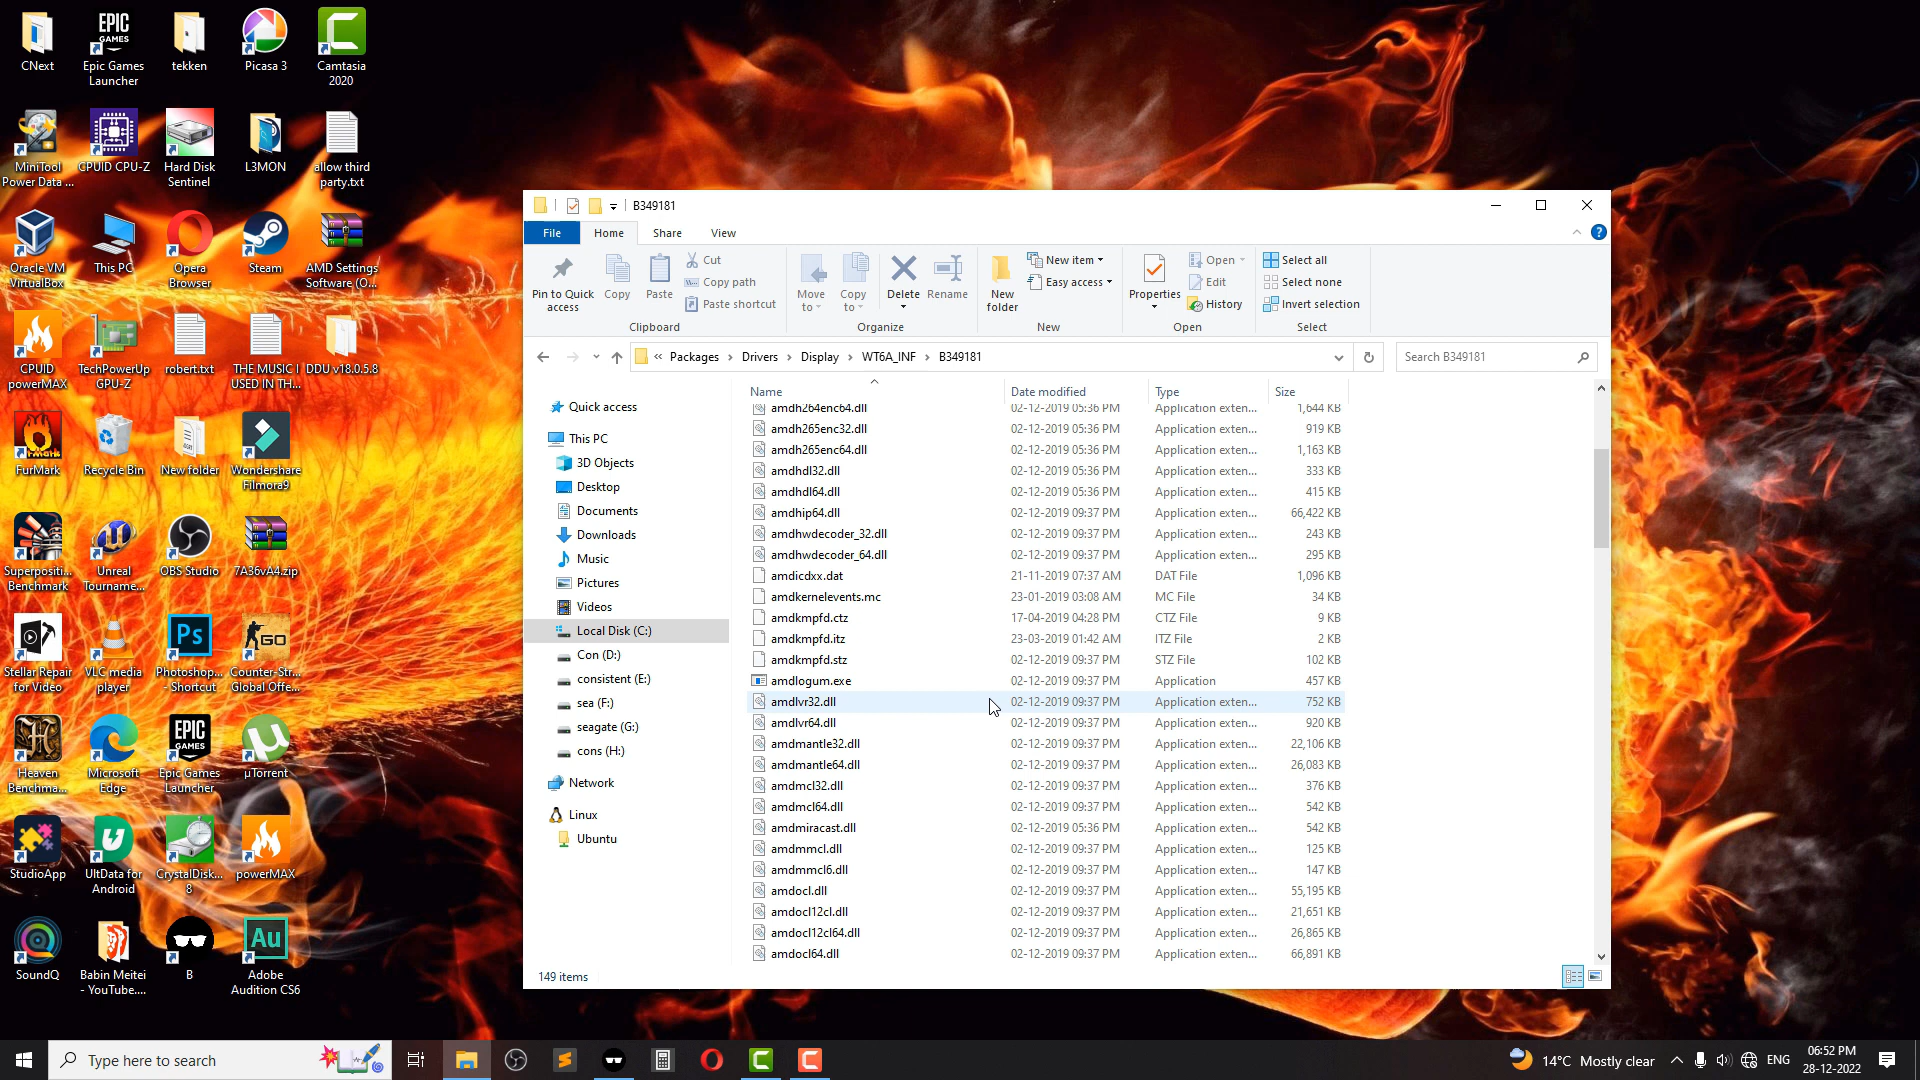 CNext
Epic Games
Launcher
tekken
Picasa 3
Camtasia
2020
MiniTool
Power Data ...
CPUID CPU-Z
Hard Disk
Sentinel
L3MON
allow third
party.txt
Oracle VM
VirtualBox
This PC
Opera
Browser
Steam
AMD Settings
Software (O...
CPUID
powerMAX
TechPowerUp
GPU-Z
robert.txt
THE MUSIC I
USED IN TH...
DDU v18.0.5.8
FurMark
Recycle Bin
New folder
Wondershare
Filmora9
Superpositi...
Benchmark
Unreal
Tourname...
OBS Studio
7A36vA4.zip
Stellar Repair
for Video
VLC media
player
Photoshop...
- Shortcut
Counter-Str...
Global Offe...
Heaven
Benchma...
Microsoft
Edge
Epic Games
Launcher
µTorrent
StudioApp
UltData for
Android
CrystalDisk...
8
powerMAX
SoundQ
Babin Meitei
- YouTube....
B
Adobe
Audition CS6
B349181
File Home Share View
Pin to Quick
access
Copy
Paste
Cut
Copy path
Paste shortcut
Clipboard
Move
to
Copy
to
Delete
Rename
Organize
New
folder
New item
Easy access
New
Properties
Open
Edit
History
Open
Select all
Select none
Invert selection
Select
« Packages › Drivers › Display › WT6A_INF › B349181
Search B349181
Quick access
This PC
3D Objects
Desktop
Documents
Downloads
Music
Pictures
Videos
Local Disk (C:)
Con (D:)
consistent (E:)
sea (F:)
seagate (G:)
cons (H:)
Network
Linux
Ubuntu
Name Date modified Type Size
amdh264enc64.dll 02-12-2019 05:36 PM Application exten... 1,644 KB
amdh265enc32.dll 02-12-2019 05:36 PM Application exten... 919 KB
amdh265enc64.dll 02-12-2019 05:36 PM Application exten... 1,163 KB
amdhdl32.dll 02-12-2019 05:36 PM Application exten... 333 KB
amdhdl64.dll 02-12-2019 05:36 PM Application exten... 415 KB
amdhip64.dll 02-12-2019 09:37 PM Application exten... 66,422 KB
amdhwdecoder_32.dll 02-12-2019 09:37 PM Application exten... 243 KB
amdhwdecoder_64.dll 02-12-2019 09:37 PM Application exten... 295 KB
amdicdxx.dat 21-11-2019 07:37 AM DAT File 1,096 KB
amdkernelevents.mc 23-01-2019 03:08 AM MC File 34 KB
amdkmpfd.ctz 17-04-2019 04:28 PM CTZ File 9 KB
amdkmpfd.itz 23-03-2019 01:42 AM ITZ File 2 KB
amdkmpfd.stz 02-12-2019 09:37 PM STZ File 102 KB
amdlogum.exe 02-12-2019 09:37 PM Application 457 KB
amdlvr32.dll 02-12-2019 09:37 PM Application exten... 752 KB
amdlvr64.dll 02-12-2019 09:37 PM Application exten... 920 KB
amdmantle32.dll 02-12-2019 09:37 PM Application exten... 22,106 KB
amdmantle64.dll 02-12-2019 09:37 PM Application exten... 26,083 KB
amdmcl32.dll 02-12-2019 09:37 PM Application exten... 376 KB
amdmcl64.dll 02-12-2019 09:37 PM Application exten... 542 KB
amdmiracast.dll 02-12-2019 05:36 PM Application exten... 542 KB
amdmmcl.dll 02-12-2019 09:37 PM Application exten... 125 KB
amdmmcl6.dll 02-12-2019 09:37 PM Application exten... 147 KB
amdocl.dll 02-12-2019 09:37 PM Application exten... 55,195 KB
amdocl12cl.dll 02-12-2019 09:37 PM Application exten... 21,651 KB
amdocl12cl64.dll 02-12-2019 09:37 PM Application exten... 26,865 KB
amdocl64.dll 02-12-2019 09:37 PM Application exten... 66,891 KB
149 items
Type here to search
14°C Mostly clear
ENG
06:52 PM
28-12-2022